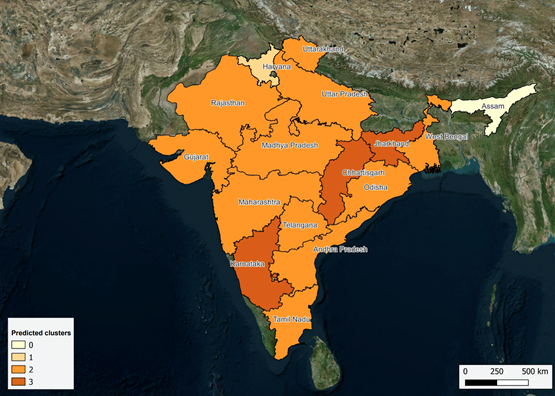 Uttarakhand
Haryana
Uttar Pradesh
Rajasthan
Assam
West Bengal
Jharkhand
Madhya Pradesh
Gujarat
Chhattisgarh
Odisha
Maharashtra
Telangana
Andhra Pradesh
Karnataka
Tamil Nadu
Predicted clusters
0
1
2
3
0 250 500 km